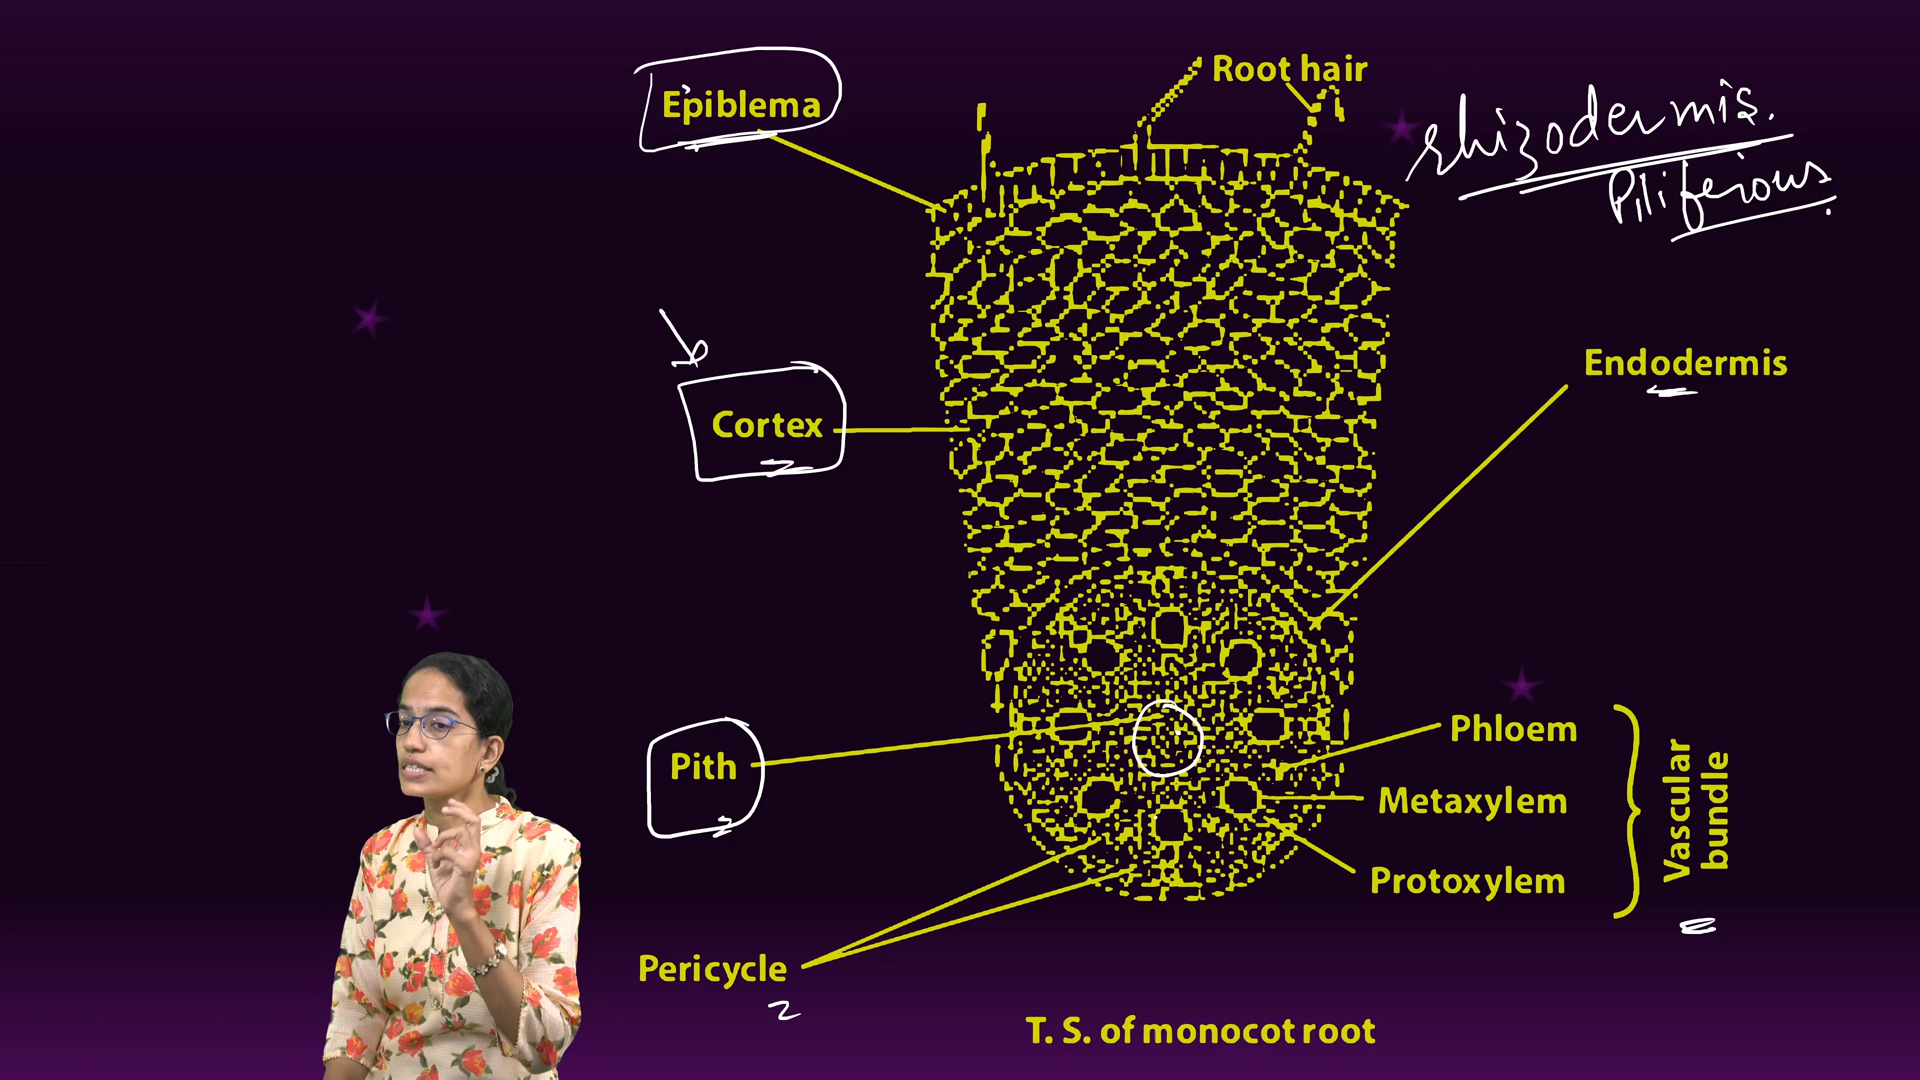 Root hair
Epiblema
rhizodermis.
Piliferous
Endodermis
Cortex
Phloem
Pith
Metaxylem
Vascular
bundle
Protoxylem
Pericycle
T. S. of monocot root